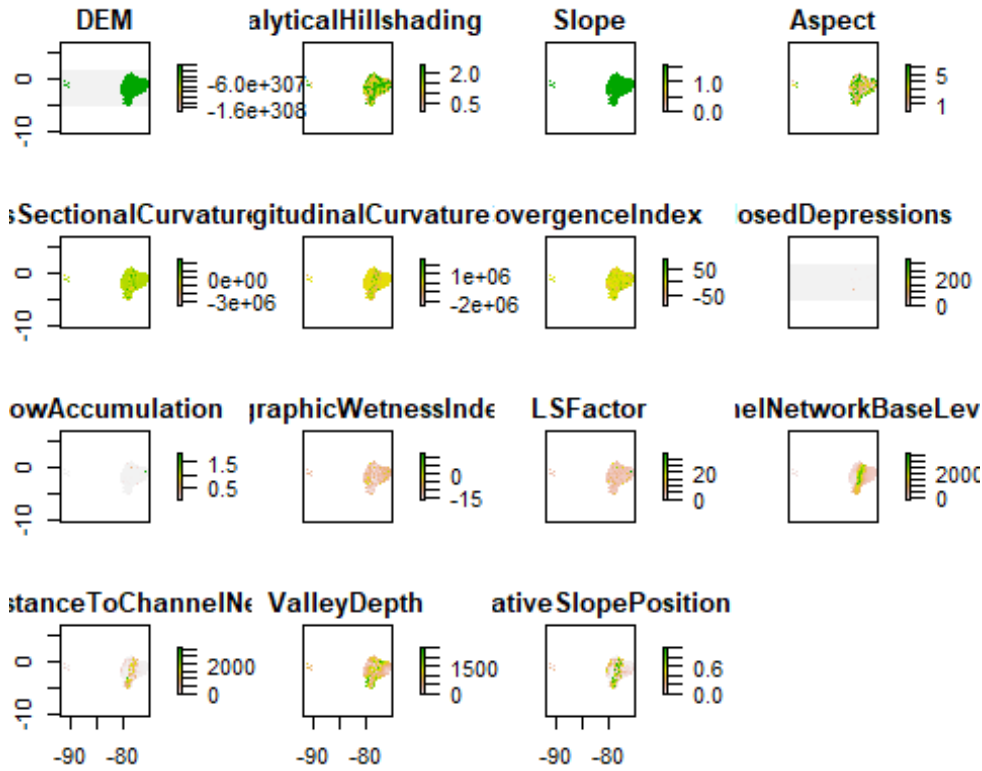 DEM alyticalHillshading Slope Aspect
0 -10
-6.0e+307 -1.6e+308
2.0 0.5
1.0 0.0
5 1
sSectionalCurvature gitudinalCurvature overgenceIndex losedDepressions
0 -10
0e+00 -3e+06
1e+06 -2e+06
50 -50
200 0
owAccumulation graphicWetnessInde LSFactor nelNetworkBaseLev
0 -10
1.5 0.5
0 -15
20 0
2000 0
stanceToChannelNe ValleyDepth ativeSlopePosition
0 -10
2000 0
1500 0
0.6 0.0
-90 -80 -90 -80 -90 -80